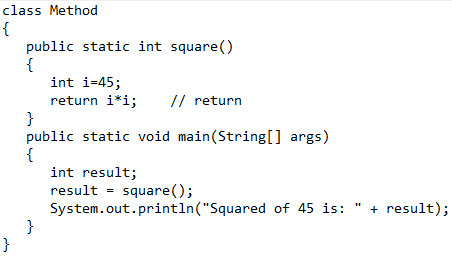 class Method
{
   public static int square()
   {
      int i=45;
      return i*i;    // return
   }
   public static void main(String[] args)
   {
      int result;
      result = square();
      System.out.println("Squared of 45 is: " + result);
   }
}